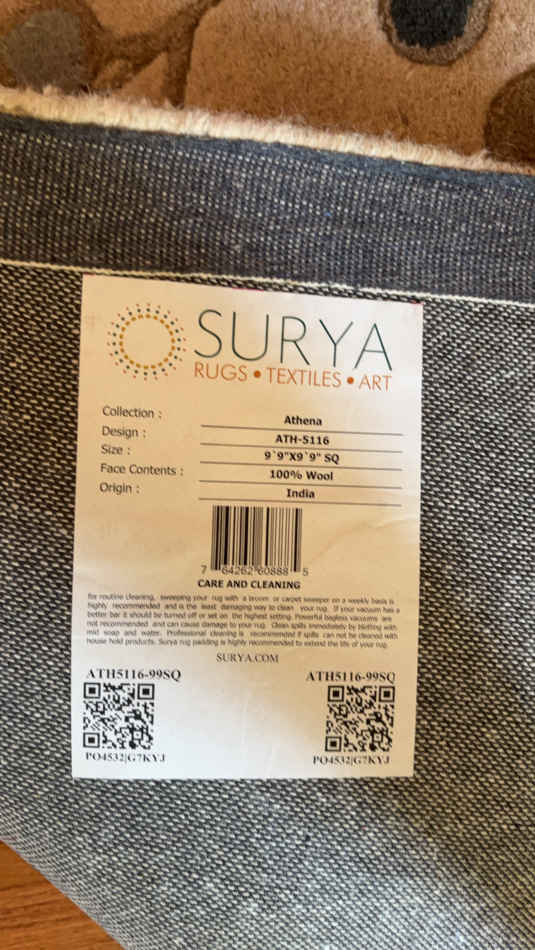 SURYA
RUGS • TEXTILES • ART
Collection : Athena
Design : ATH-5116
Size : 9`9"X9`9" SQ
Face Contents : 100% Wool
Origin : India
7 64262 60888 5
CARE AND CLEANING
for routine cleaning, sweeping your rug with a broom or carpet sweeper on a weekly basis is
highly recommended and is the least damaging way to clean your rug. If your vacuum has a
better bar it should be turned off or set on the highest setting. Powerful bagless vacuums are
not recommended and can cause damage to your rug. Clean spills immediately by blotting with
mild soap and water. Professional cleaning is recommended if spills can not be cleaned with
house hold products. Surya rug padding is highly recommended to extend the life of your rug.
SURYA.COM
ATH5116-99SQ ATH5116-99SQ
PO4532|G7KYJ PO4532|G7KYJ